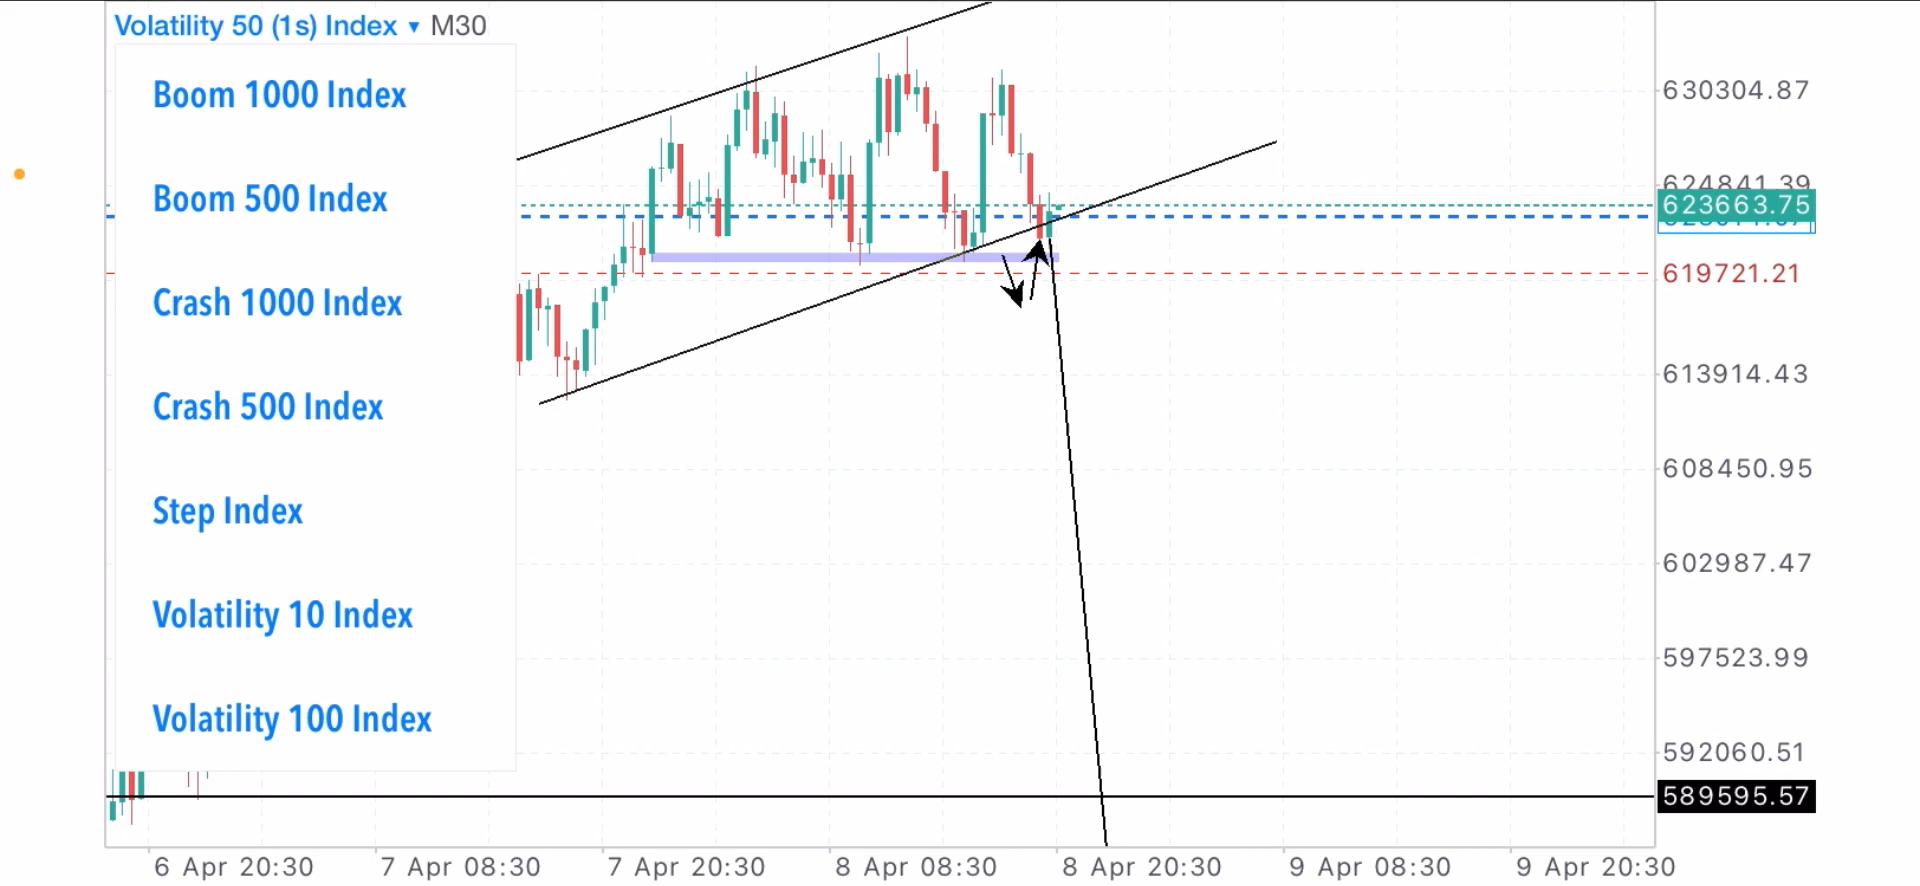 Volatility 50 (1s) Index ▾ M30
Boom 1000 Index
Boom 500 Index
Crash 1000 Index
Crash 500 Index
Step Index
Volatility 10 Index
Volatility 100 Index
630304.87
624841.39
623663.75
619721.21
613914.43
608450.95
602987.47
597523.99
592060.51
589595.57
6 Apr 20:30 7 Apr 08:30 7 Apr 20:30 8 Apr 08:30 8 Apr 20:30 9 Apr 08:30 9 Apr 20:30